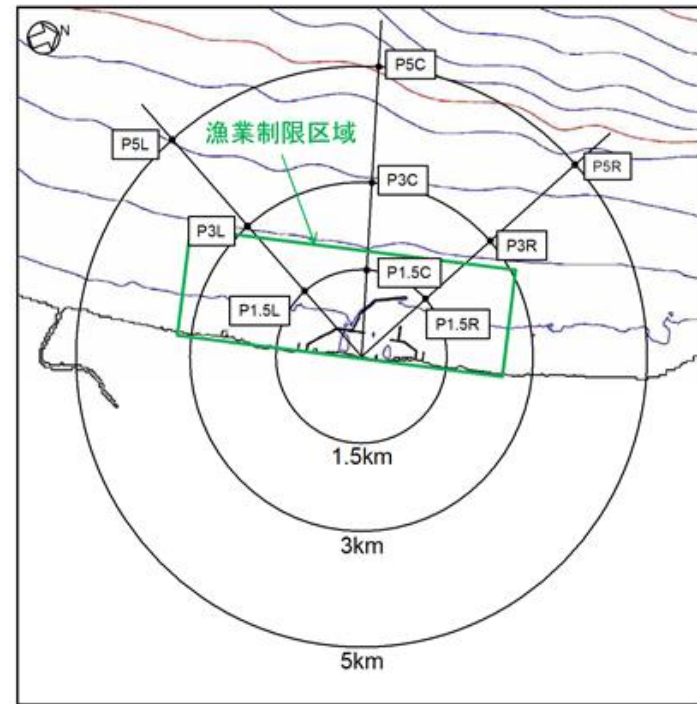 N
P5C
P5L
漁業制限区域
P5R
P3C
P3L
P3R
P1.5C
P1.5L
P1.5R
1.5km
3km
5km